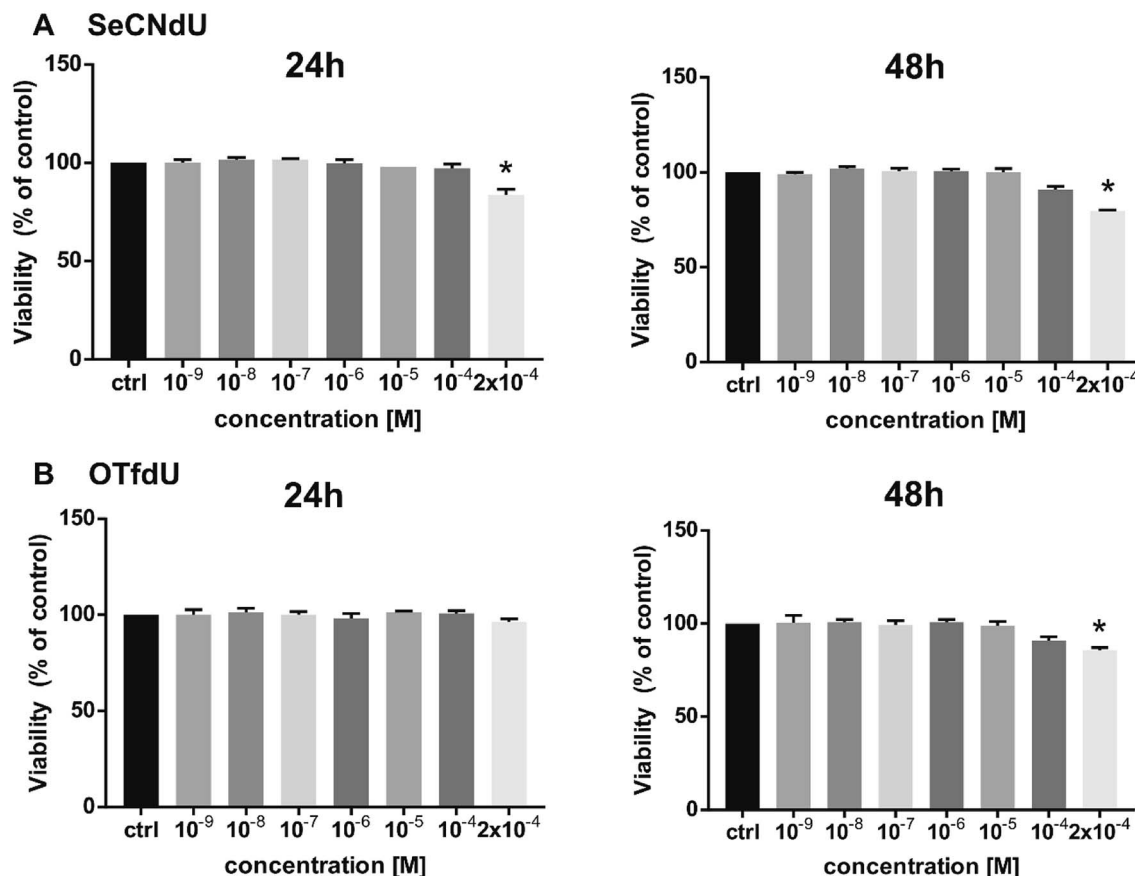 A SeCNdU
24h
Viability (% of control)
150
100
50
0
*
ctrl 10⁻⁹ 10⁻⁸ 10⁻⁷ 10⁻⁶ 10⁻⁵ 10⁻⁴ 2x10⁻⁴
concentration [M]
48h
Viability (% of control)
150
100
50
0
*
ctrl 10⁻⁹ 10⁻⁸ 10⁻⁷ 10⁻⁶ 10⁻⁵ 10⁻⁴ 2x10⁻⁴
concentration [M]
B OTfdU
24h
Viability (% of control)
150
100
50
0
ctrl 10⁻⁹ 10⁻⁸ 10⁻⁷ 10⁻⁶ 10⁻⁵ 10⁻⁴ 2x10⁻⁴
concentration [M]
48h
Viability (% of control)
150
100
50
0
*
ctrl 10⁻⁹ 10⁻⁸ 10⁻⁷ 10⁻⁶ 10⁻⁵ 10⁻⁴ 2x10⁻⁴
concentration [M]